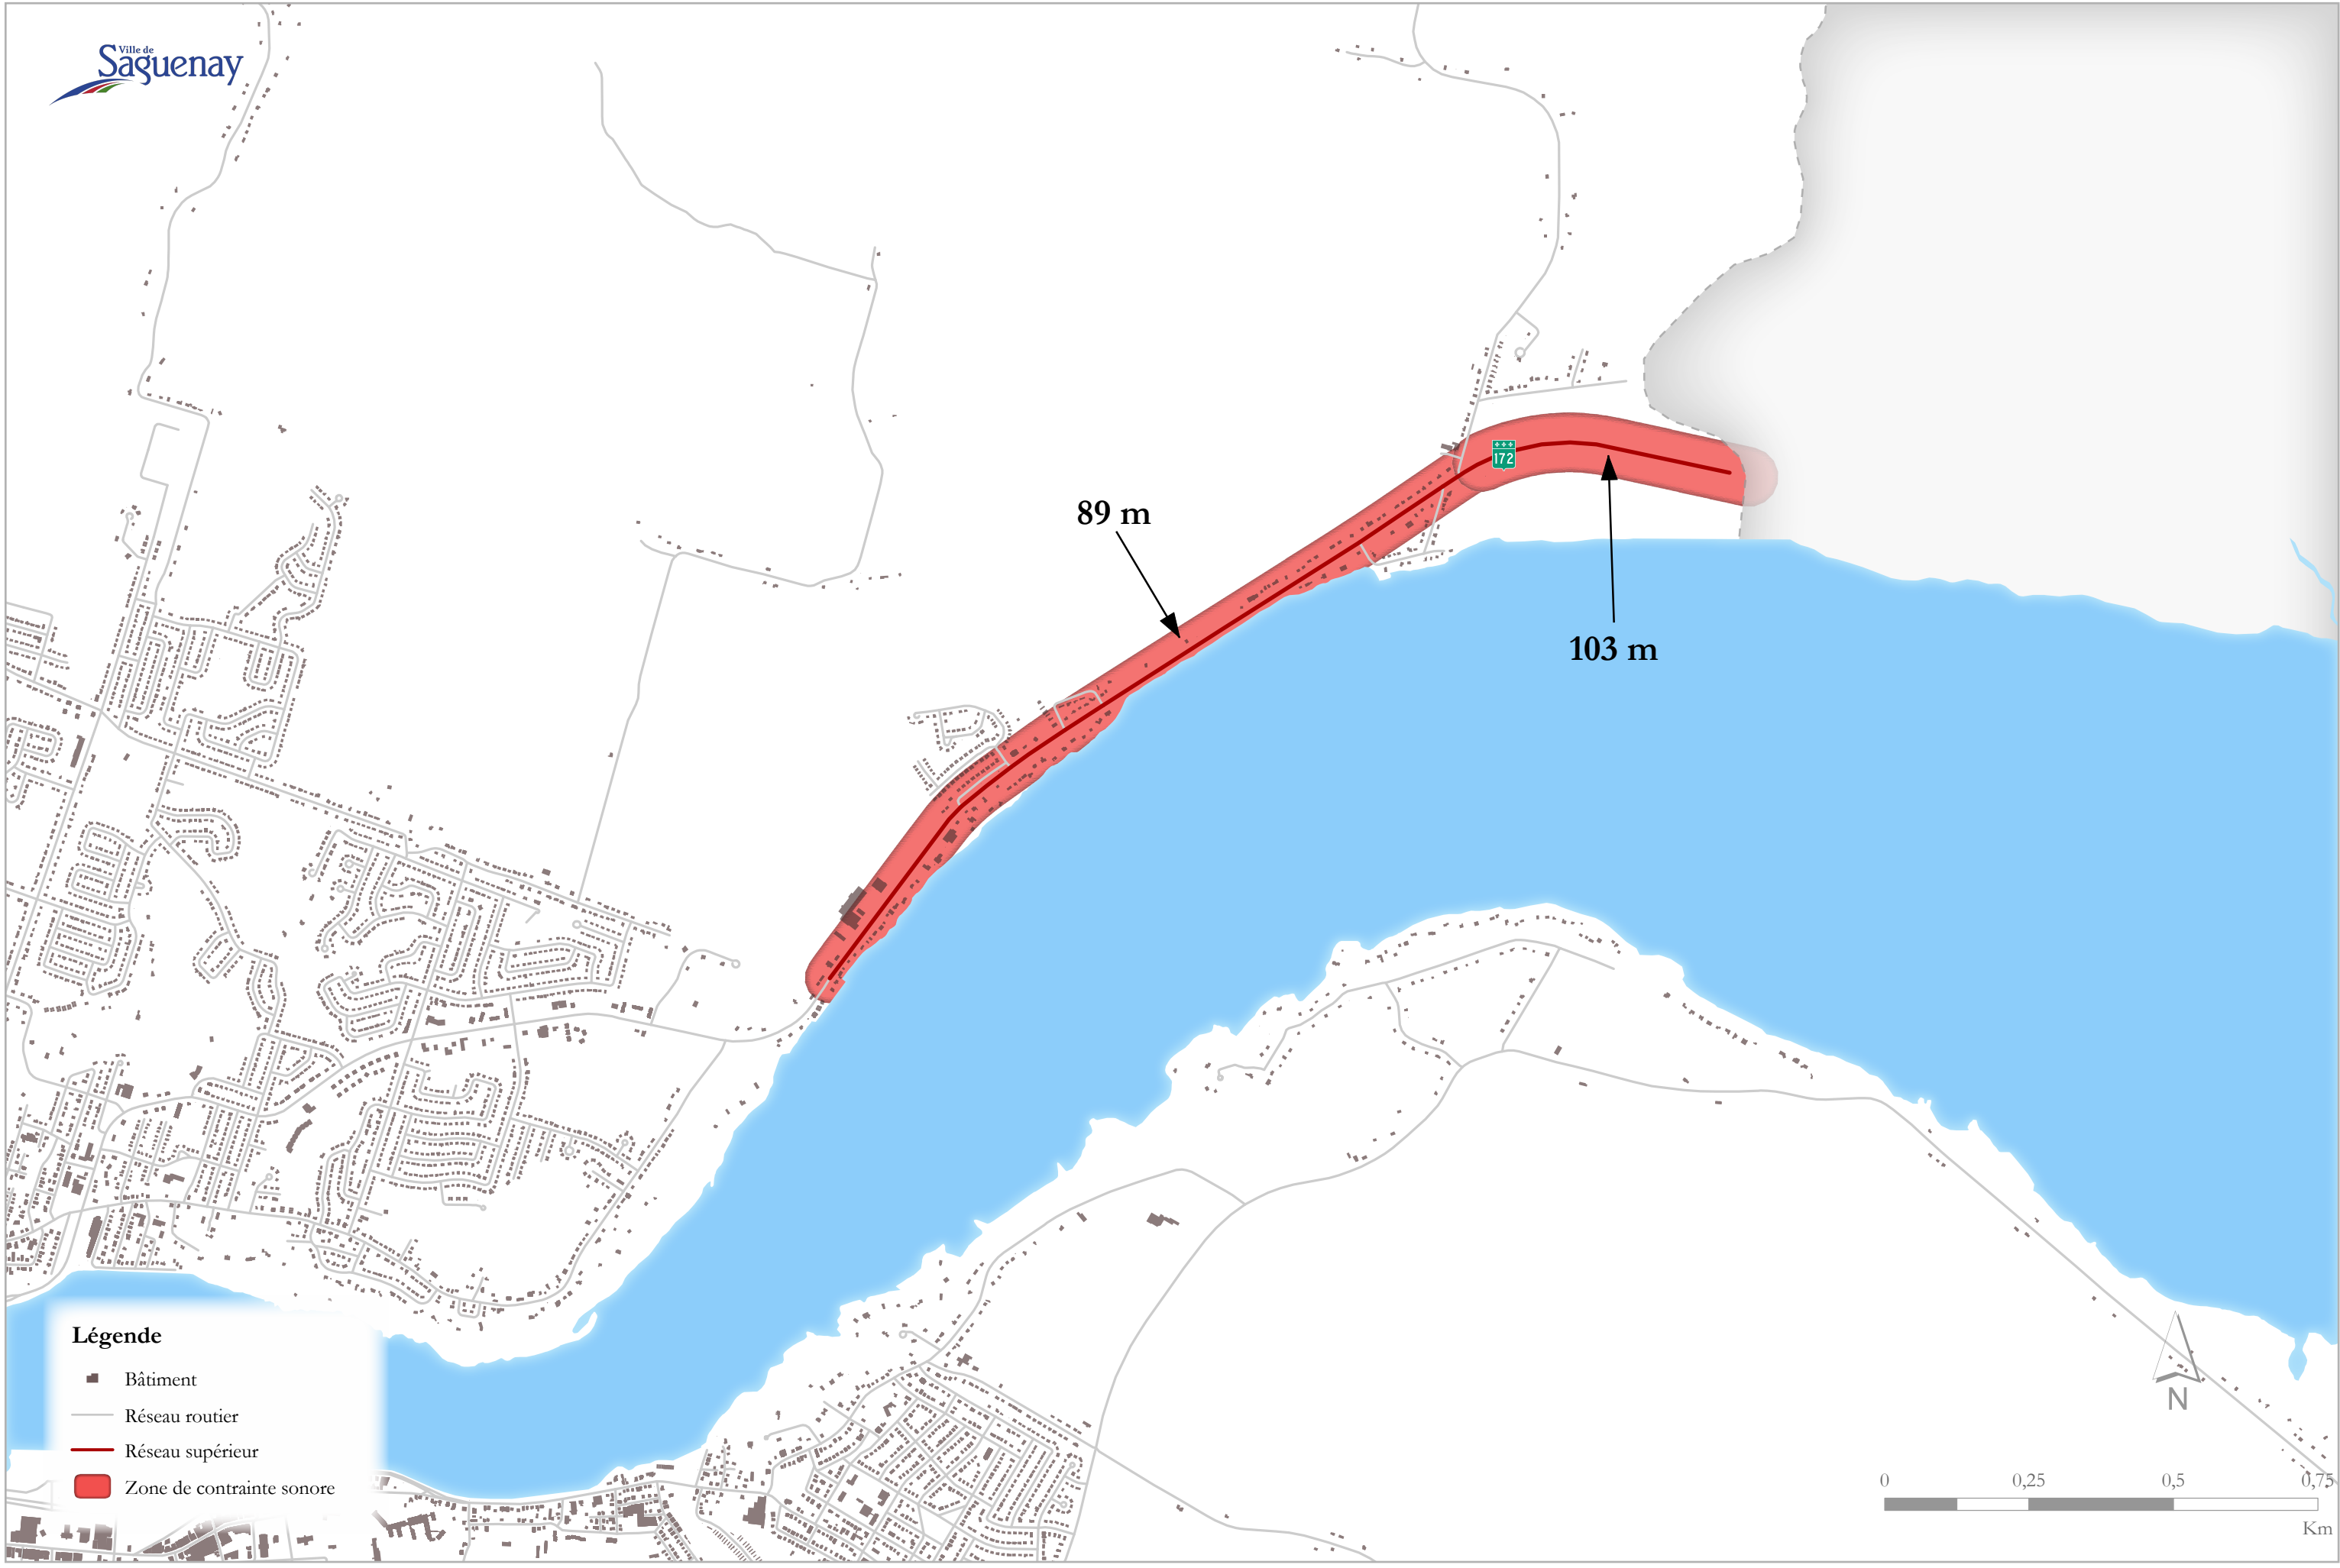 Ville de
Saguenay
172
89 m
103 m
Légende
Bâtiment
Réseau routier
Réseau supérieur
Zone de contrainte sonore
N
0 0,25 0,5 0,75
Km